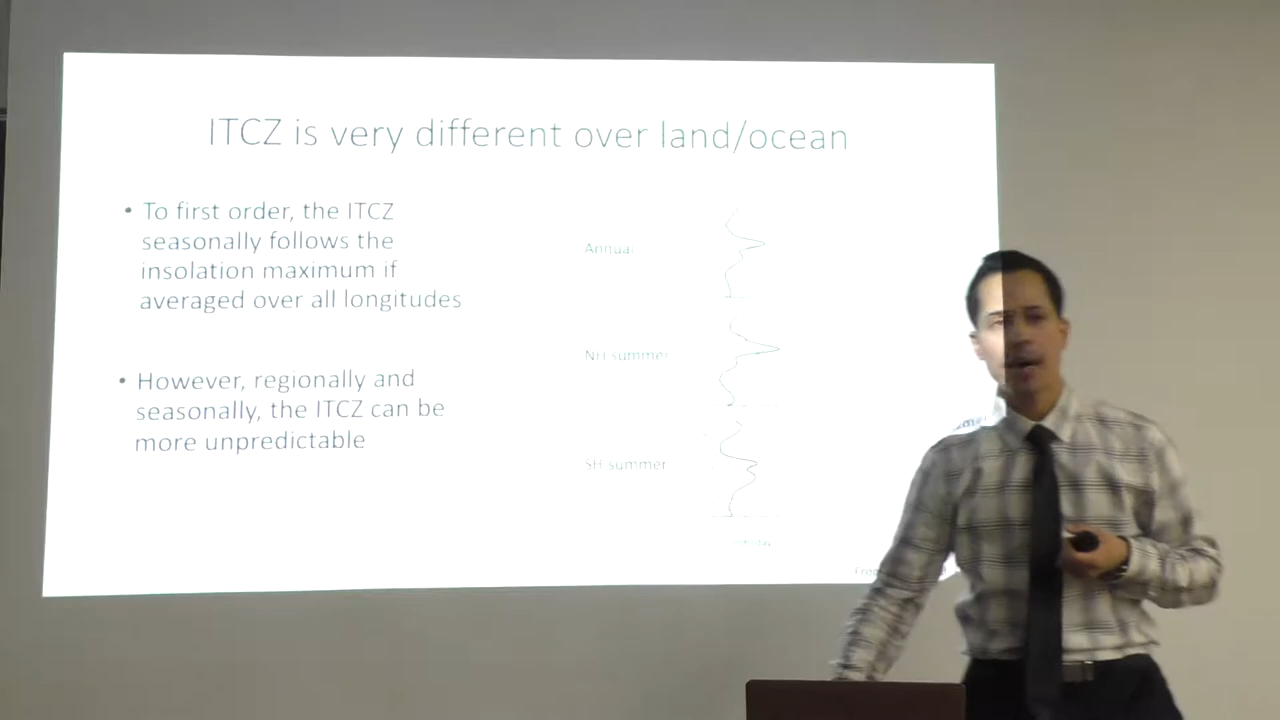 ITCZ is very different over land/ocean
• To first order, the ITCZ
seasonally follows the
insolation maximum if
averaged over all longitudes
• However, regionally and
seasonally, the ITCZ can be
more unpredictable
Annual
NH summer
SH summer